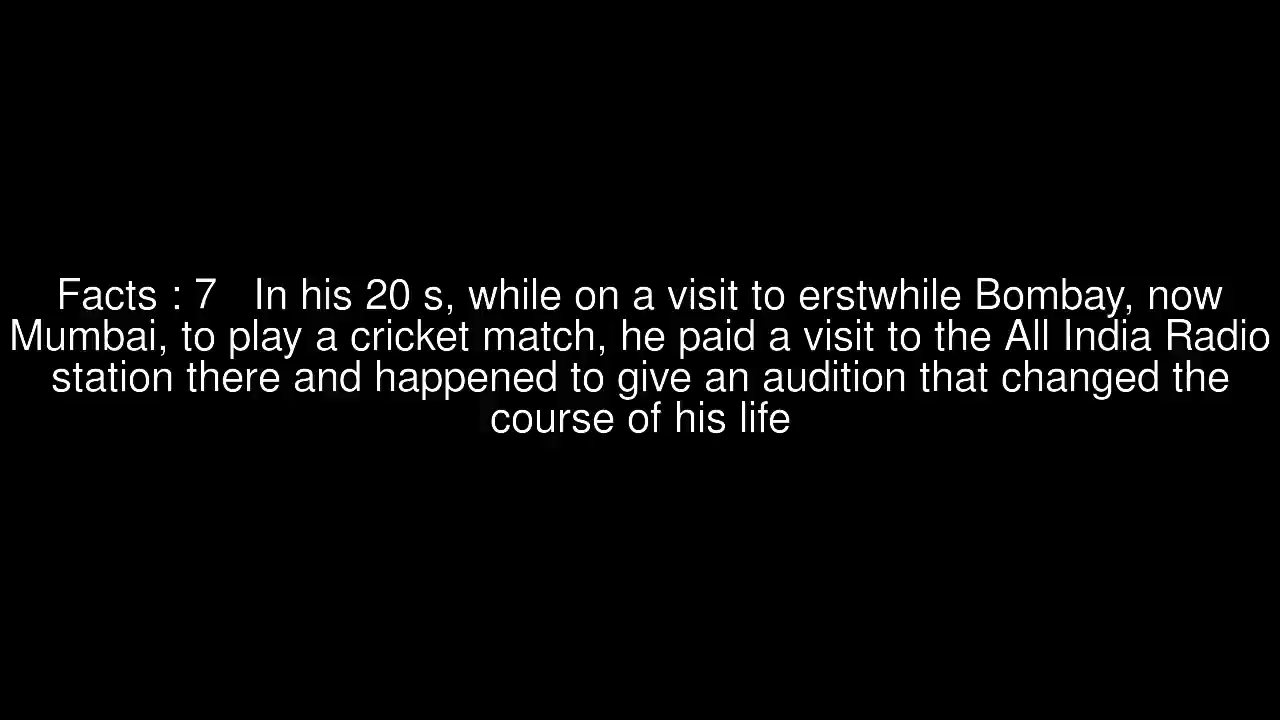 Facts : 7   In his 20 s, while on a visit to erstwhile Bombay, now
Mumbai, to play a cricket match, he paid a visit to the All India Radio
station there and happened to give an audition that changed the
course of his life